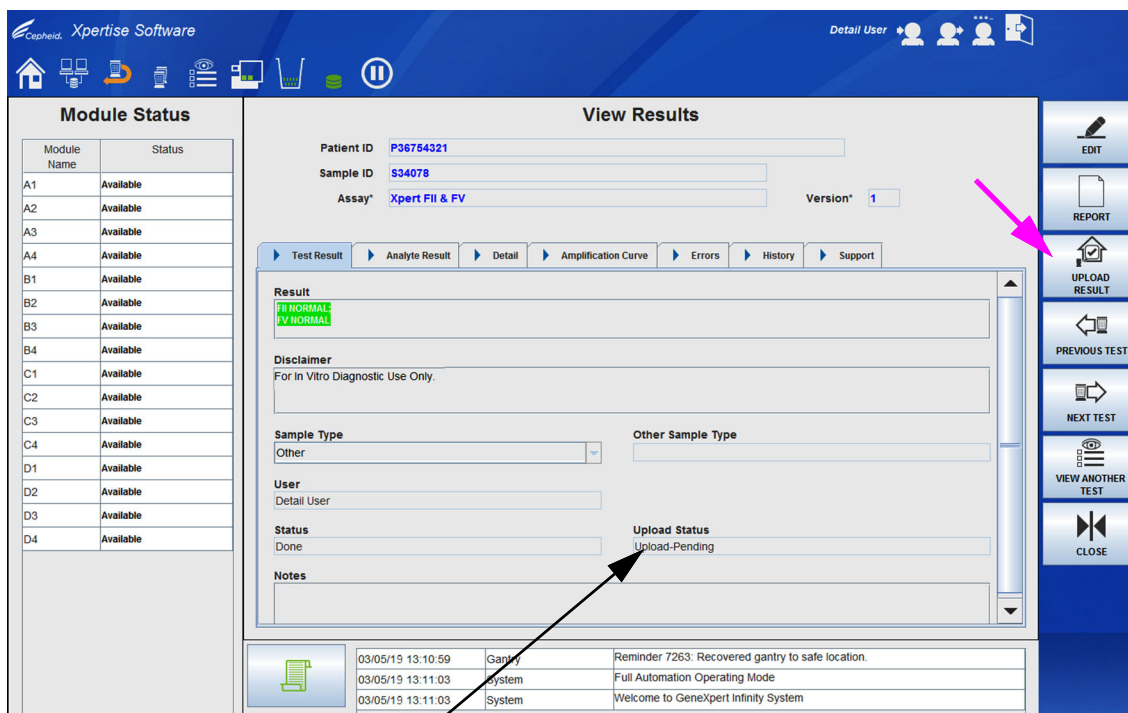 Cepheid. Xpertise Software
Detail User
Module Status
Module Name Status
A1 Available
A2 Available
A3 Available
A4 Available
B1 Available
B2 Available
B3 Available
B4 Available
C1 Available
C2 Available
C3 Available
C4 Available
D1 Available
D2 Available
D3 Available
D4 Available
View Results
Patient ID P36754321
Sample ID S34078
Assay* Xpert FII & FV Version* 1
Test Result Analyte Result Detail Amplification Curve Errors History Support
Result
FII NORMAL;
FV NORMAL
Disclaimer
For In Vitro Diagnostic Use Only.
Sample Type Other Sample Type
Other
User
Detail User
Status Upload Status
Done Upload-Pending
Notes
03/05/19 13:10:59 Gantry Reminder 7263: Recovered gantry to safe location.
03/05/19 13:11:03 System Full Automation Operating Mode
03/05/19 13:11:03 System Welcome to GeneXpert Infinity System
EDIT
REPORT
UPLOAD
RESULT
PREVIOUS TEST
NEXT TEST
VIEW ANOTHER
TEST
CLOSE